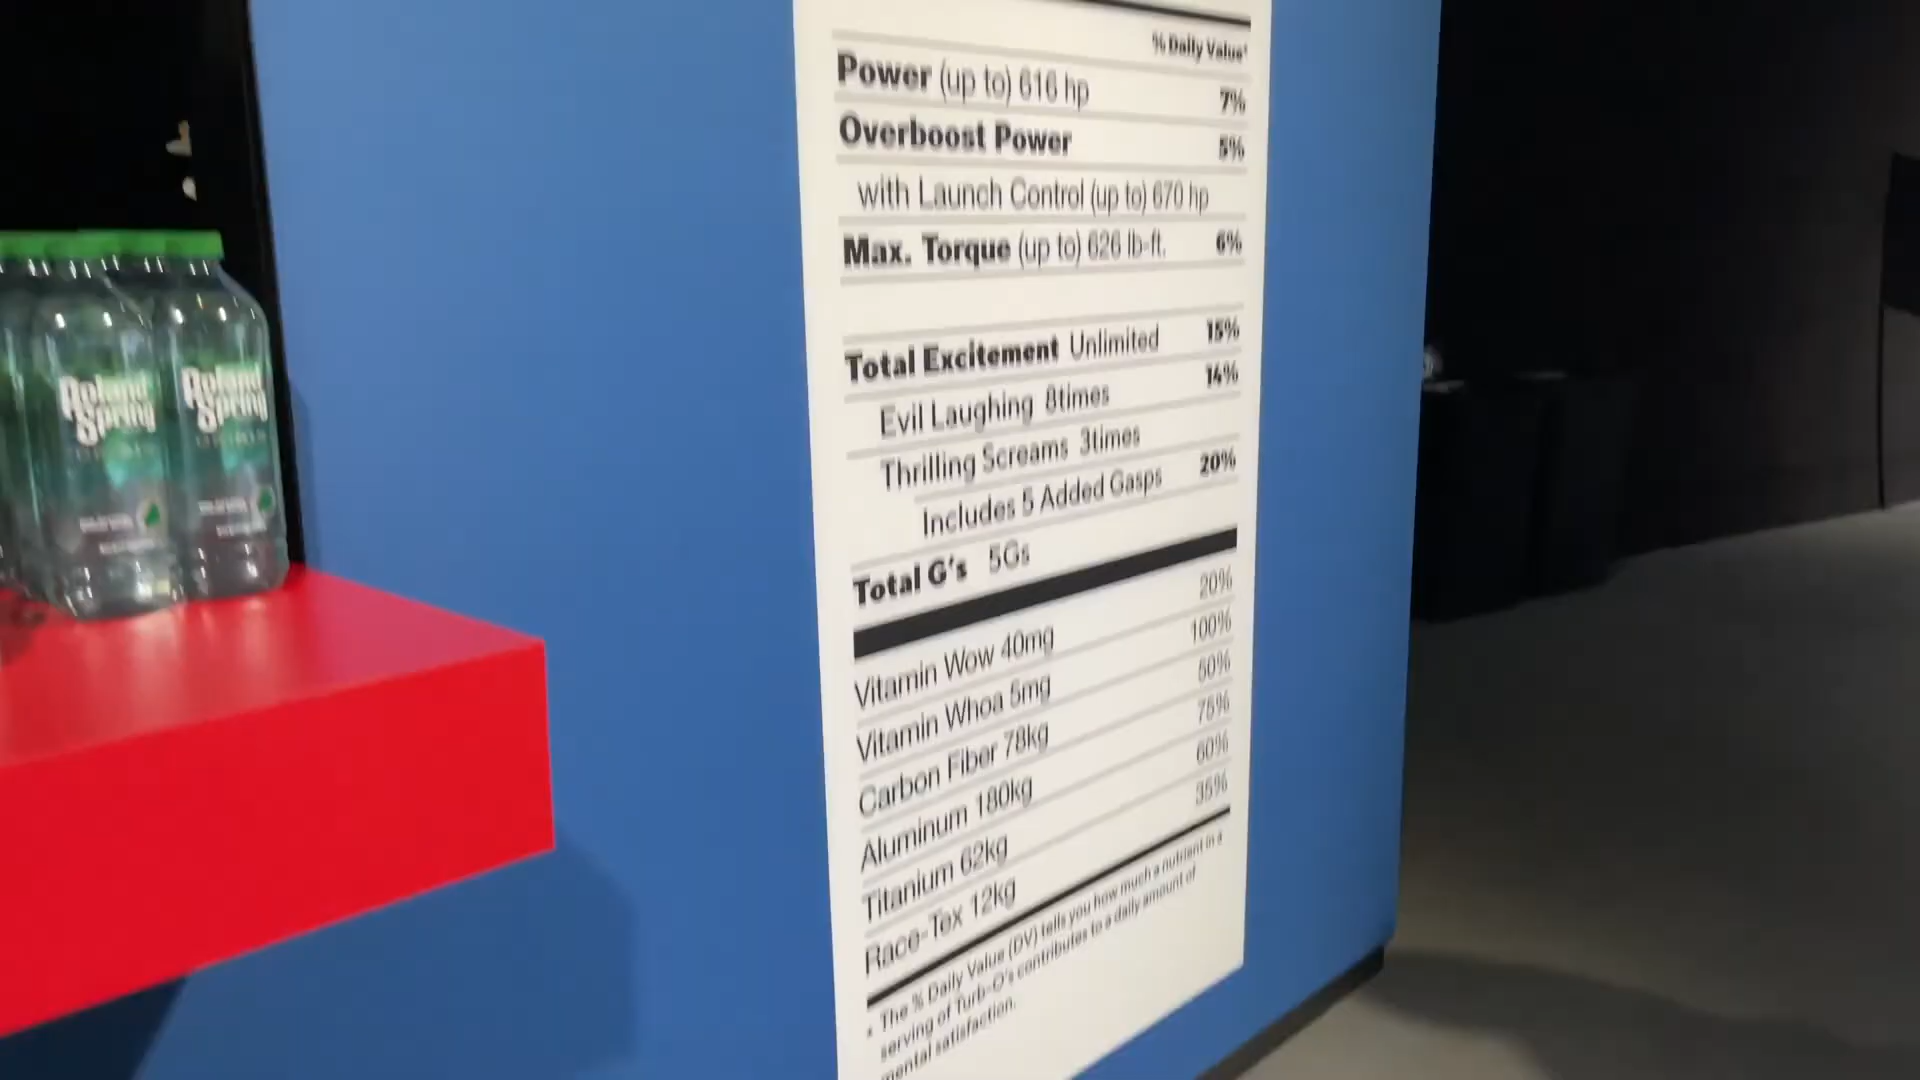 % Daily Value*
Power (up to) 616 hp 7%
Overboost Power 5%
with Launch Control (up to) 670 hp
Max. Torque (up to) 626 lb-ft. 6%
Total Excitement Unlimited 15%
Evil Laughing 8times 14%
Thrilling Screams 3times
Includes 5 Added Gasps 20%
Total G's 5Gs
Vitamin Wow 40mg 20%
Vitamin Whoa 5mg 100%
Carbon Fiber 78kg 50%
Aluminum 180kg 75%
Titanium 62kg 60%
Race-Tex 12kg 35%
* The % Daily Value (DV) tells you how much a nutrient in a
serving of Turb-O's contributes to a daily amount of
mental satisfaction.
Poland
Spring
Poland
Spring